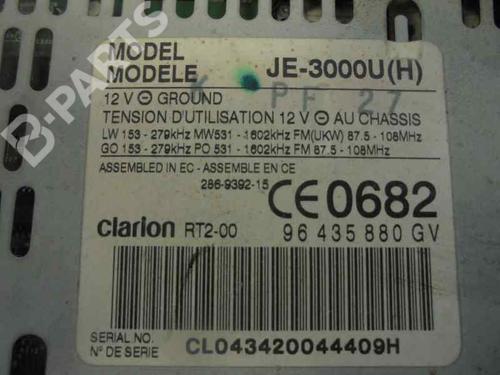 B-PARTS
MODEL
MODÈLE JE-3000U(H)
PF 27
12 V ⊖ GROUND
TENSION D'UTILISATION 12 V ⊖ AU CHASSIS
LW 153 - 279kHz MW531 - 1602kHz FM(UKW) 87.5 - 108MHz
GO 153 - 279kHz PO 531 - 1602kHz FM 87.5 - 108MHz
ASSEMBLED IN EC - ASSEMBLE EN CE
286-9392-15
CE0682
clarion RT2-00 96 435 880 GV
SERIAL NO.
Nº DE SERIE CL043420044409H